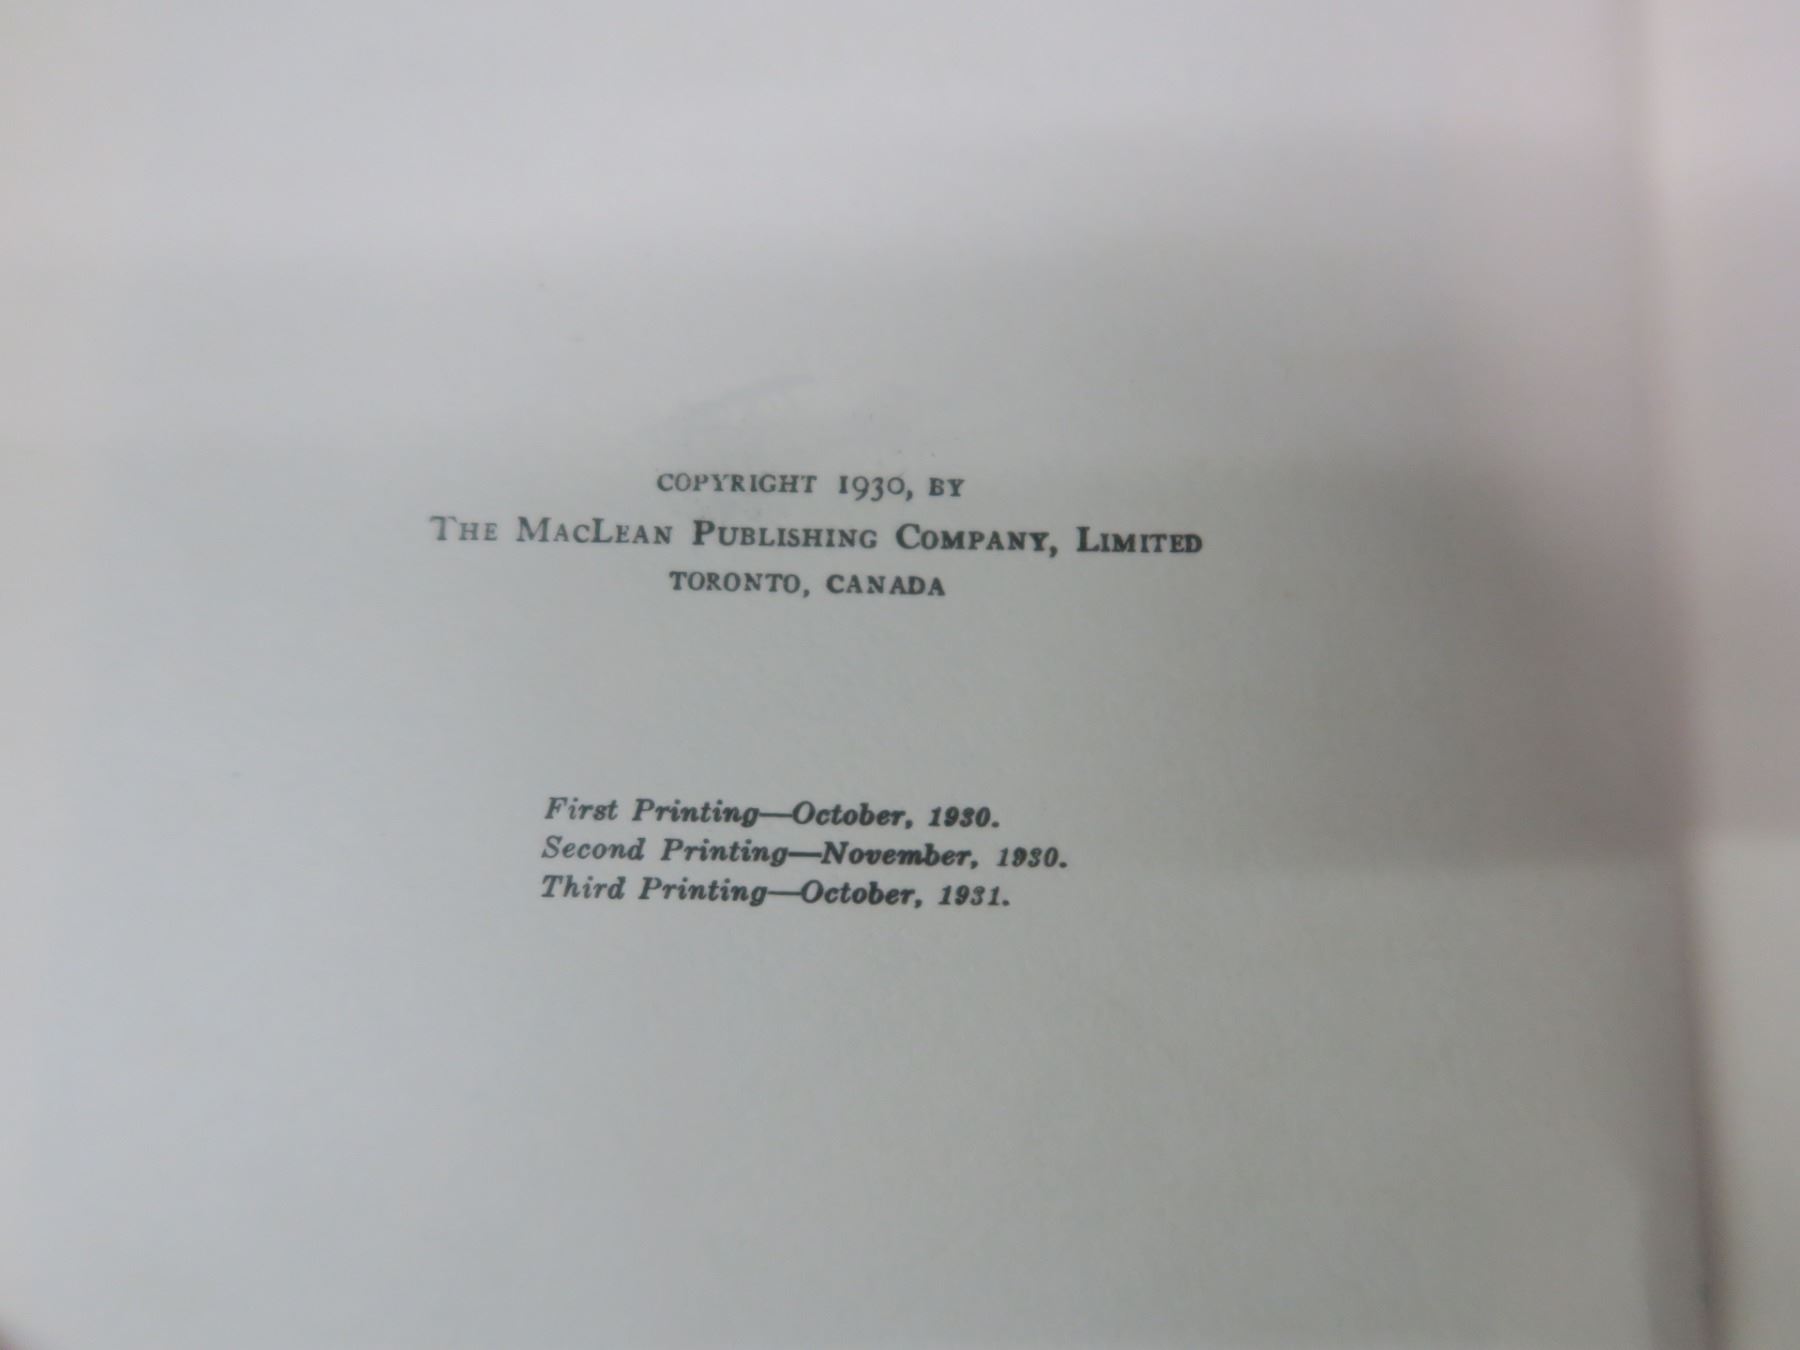 COPYRIGHT 1930, BY
THE MACLEAN PUBLISHING COMPANY, LIMITED
TORONTO, CANADA
First Printing—October, 1930.
Second Printing—November, 1930.
Third Printing—October, 1931.